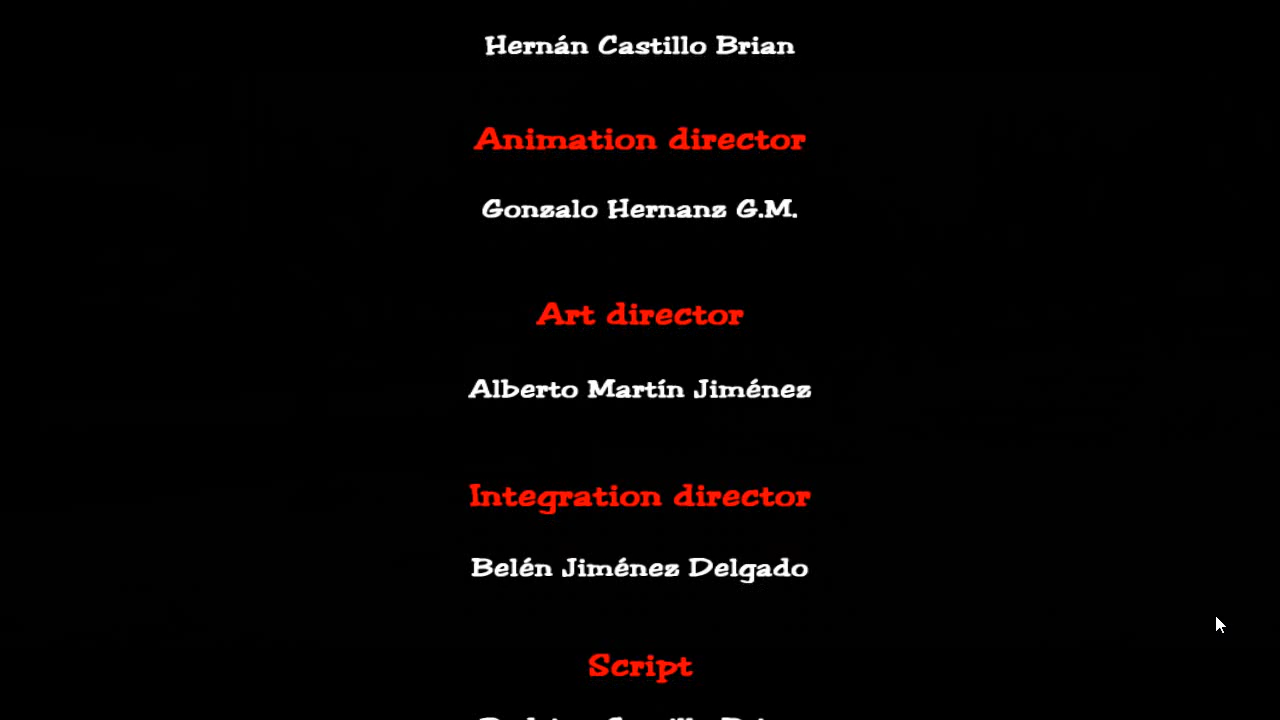 Hernán Castillo Brian
Animation director
Gonzalo Hernanz G.M.
Art director
Alberto Martín Jiménez
Integration director
Belén Jiménez Delgado
Script